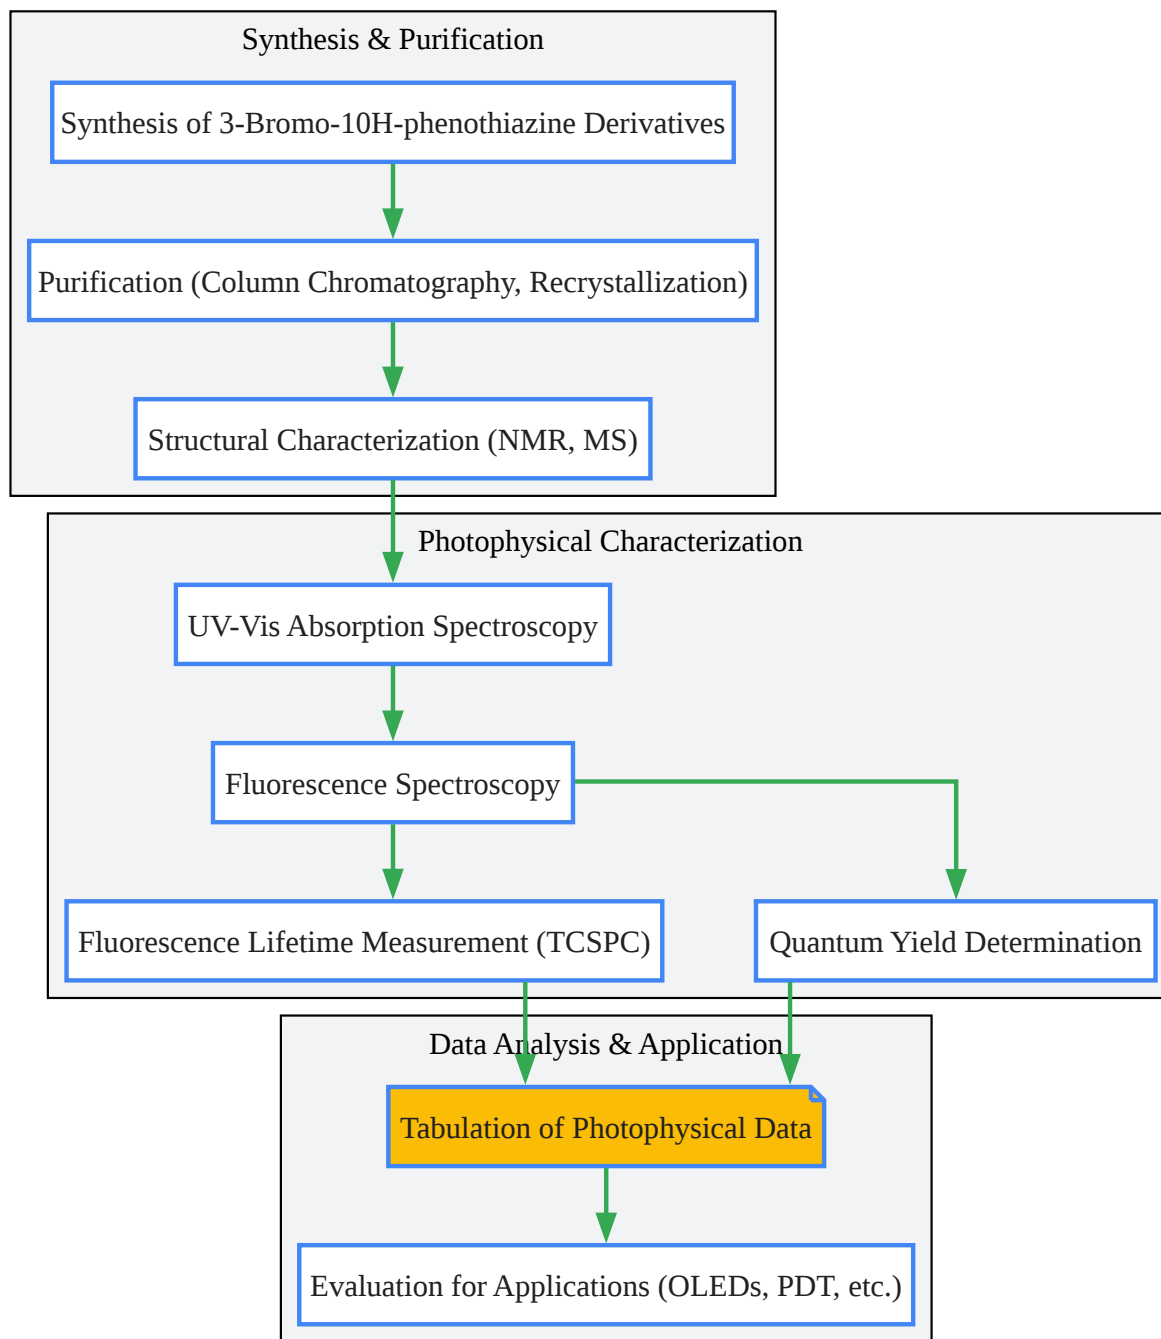 Synthesis & Purification
Synthesis of 3-Bromo-10H-phenothiazine Derivatives
Purification (Column Chromatography, Recrystallization)
Structural Characterization (NMR, MS)
Photophysical Characterization
UV-Vis Absorption Spectroscopy
Fluorescence Spectroscopy
Fluorescence Lifetime Measurement (TCSPC)
Quantum Yield Determination
Data Analysis & Application
Tabulation of Photophysical Data
Evaluation for Applications (OLEDs, PDT, etc.)